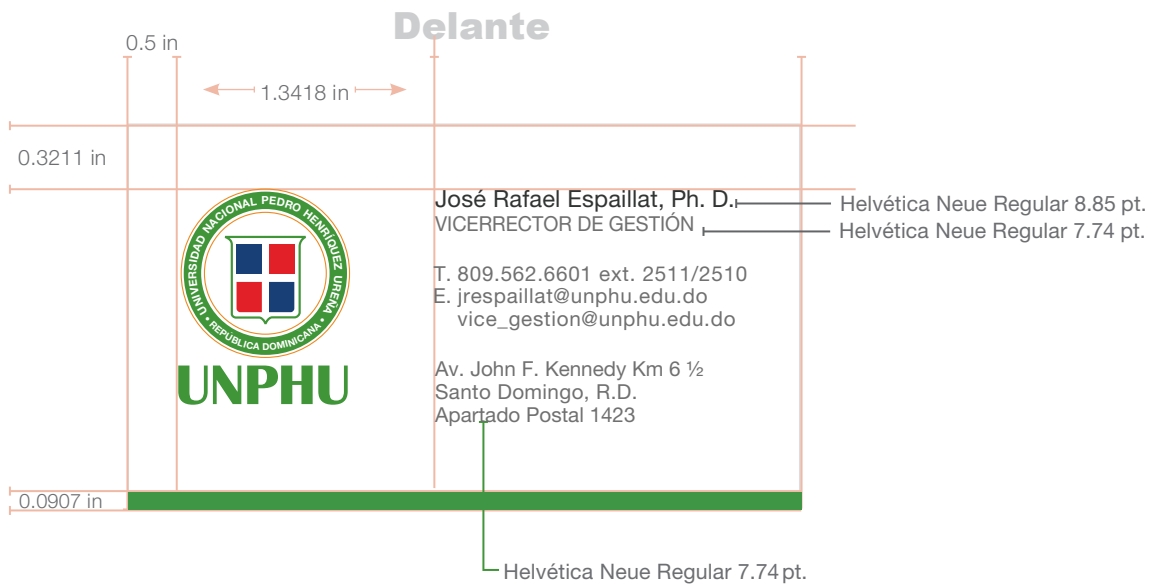 Delante
0.5 in
1.3418 in
0.3211 in
UNIVERSIDAD NACIONAL PEDRO HENRÍQUEZ UREÑA
• REPÚBLICA DOMINICANA •
UNPHU
José Rafael Espaillat, Ph. D.
VICERRECTOR DE GESTIÓN
Helvética Neue Regular 8.85 pt.
Helvética Neue Regular 7.74 pt.
T. 809.562.6601 ext. 2511/2510
E. jrespaillat@unphu.edu.do
vice_gestion@unphu.edu.do
Av. John F. Kennedy Km 6 ½
Santo Domingo, R.D.
Apartado Postal 1423
0.0907 in
Helvética Neue Regular 7.74 pt.